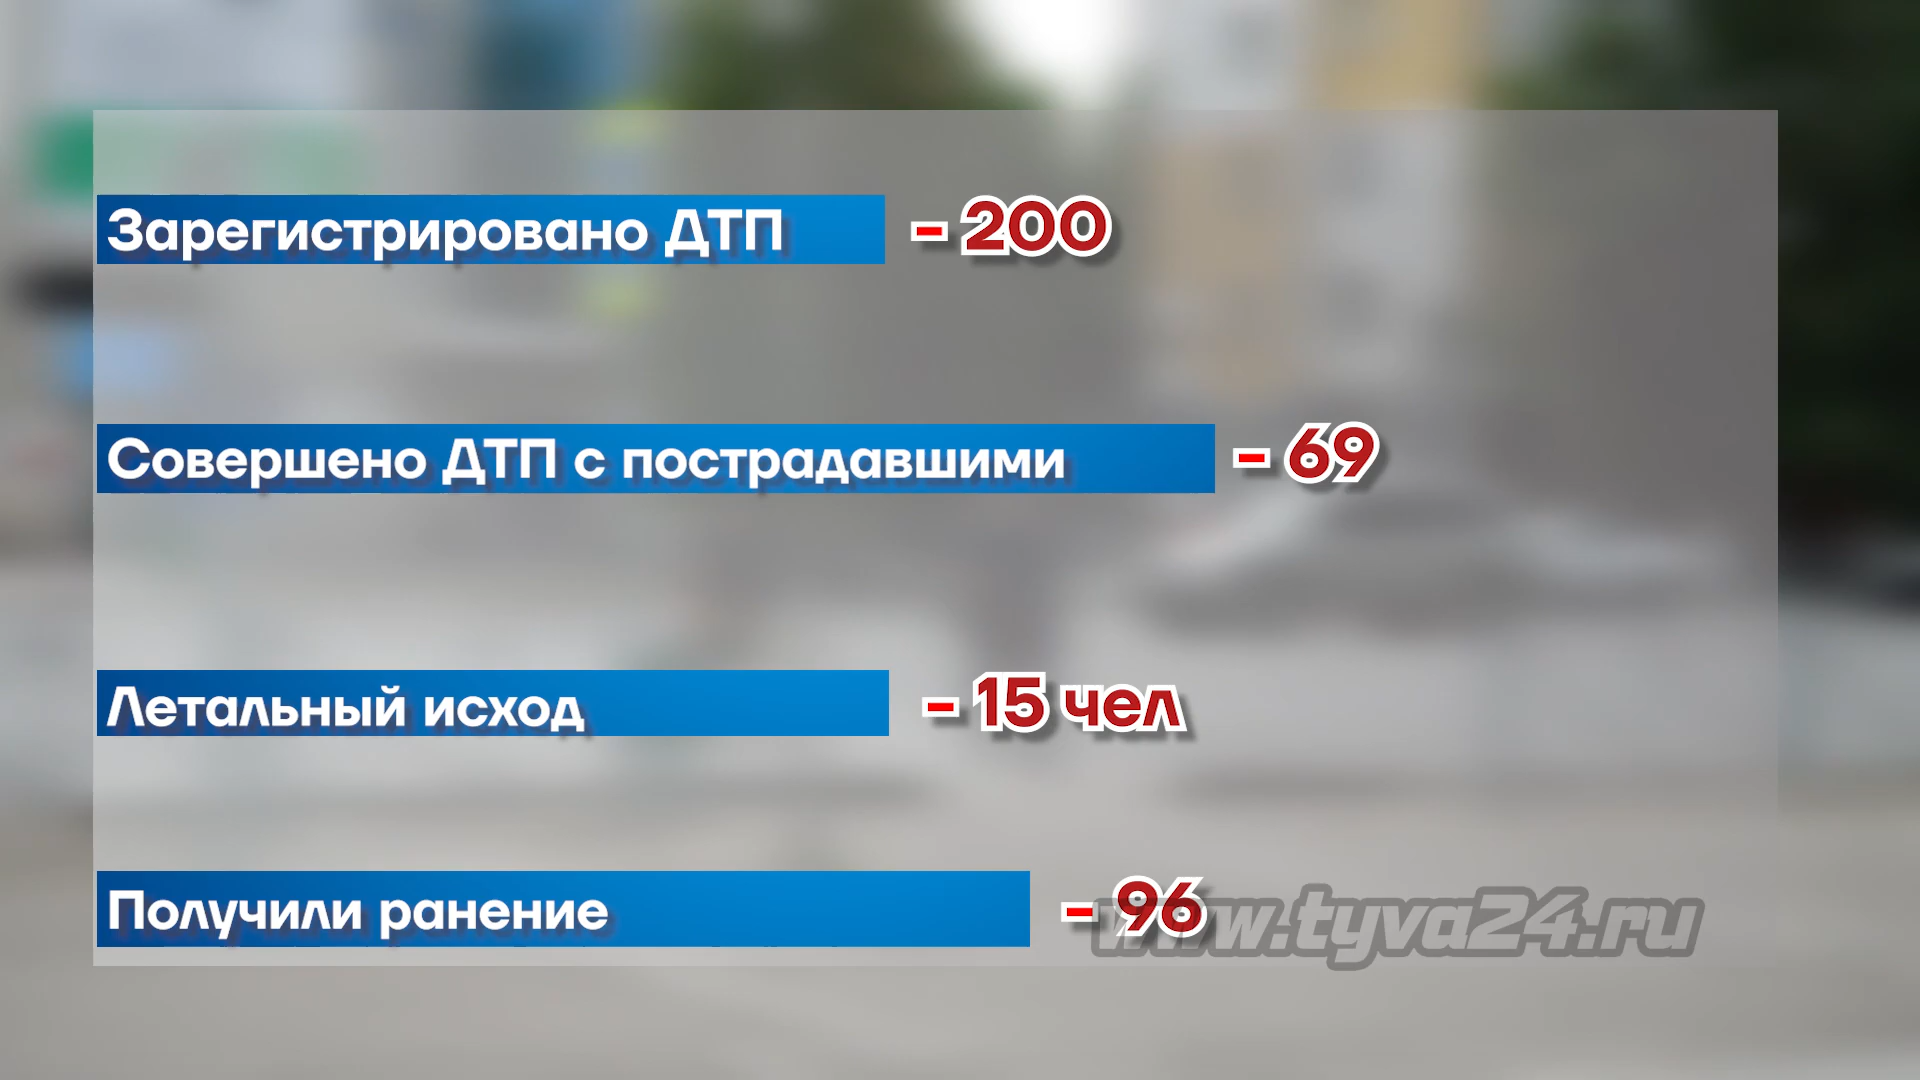 Зарегистрировано ДТП - 200
Совершено ДТП с пострадавшими - 69
Летальный исход - 15 чел
Получили ранение - 96
www.tyva24.ru